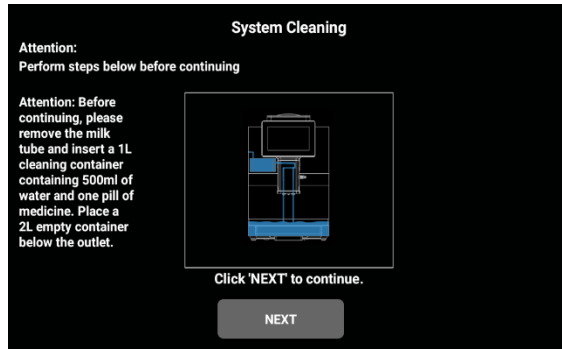 System Cleaning
Attention:
Perform steps below before continuing
Attention: Before
continuing, please
remove the milk
tube and insert a 1L
cleaning container
containing 500ml of
water and one pill of
medicine. Place a
2L empty container
below the outlet.
Click 'NEXT' to continue.
NEXT